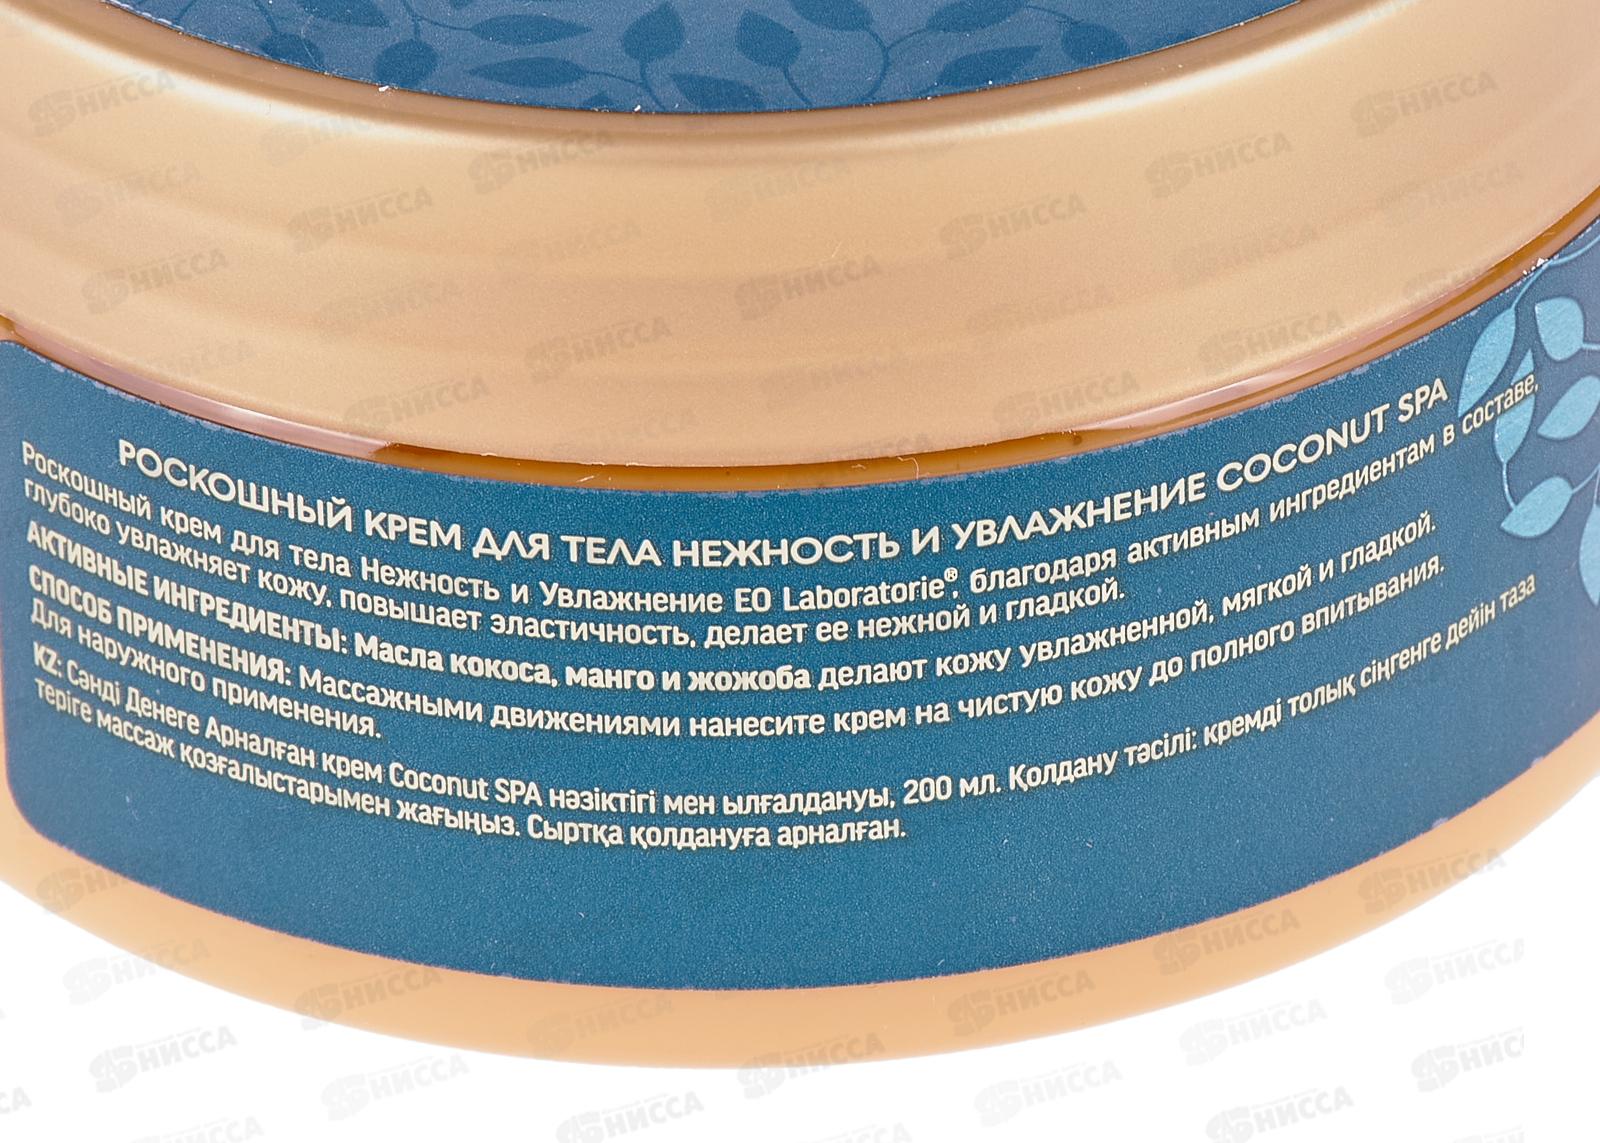 РОСКОШНЫЙ КРЕМ ДЛЯ ТЕЛА НЕЖНОСТЬ И УВЛАЖНЕНИЕ COCONUT SPA
Роскошный крем для тела Нежность и Увлажнение EO Laboratorie®, благодаря активным ингредиентам в составе,
глубоко увлажняет кожу, повышает эластичность, делает ее нежной и гладкой.
АКТИВНЫЕ ИНГРЕДИЕНТЫ: Масла кокоса, манго и жожоба делают кожу увлажненной, мягкой и гладкой.
СПОСОБ ПРИМЕНЕНИЯ: Массажными движениями нанесите крем на чистую кожу до полного впитывания.
Для наружного применения.
KZ: Сәнді Денеге Арналған крем Coconut SPA нәзіктігі мен ылғалдануы, 200 мл. Қолдану тәсілі: кремді толық сіңгенге дейін таза
теріге массаж қозғалыстарымен жағыңыз. Сыртқа қолдануға арналған.
НИССА